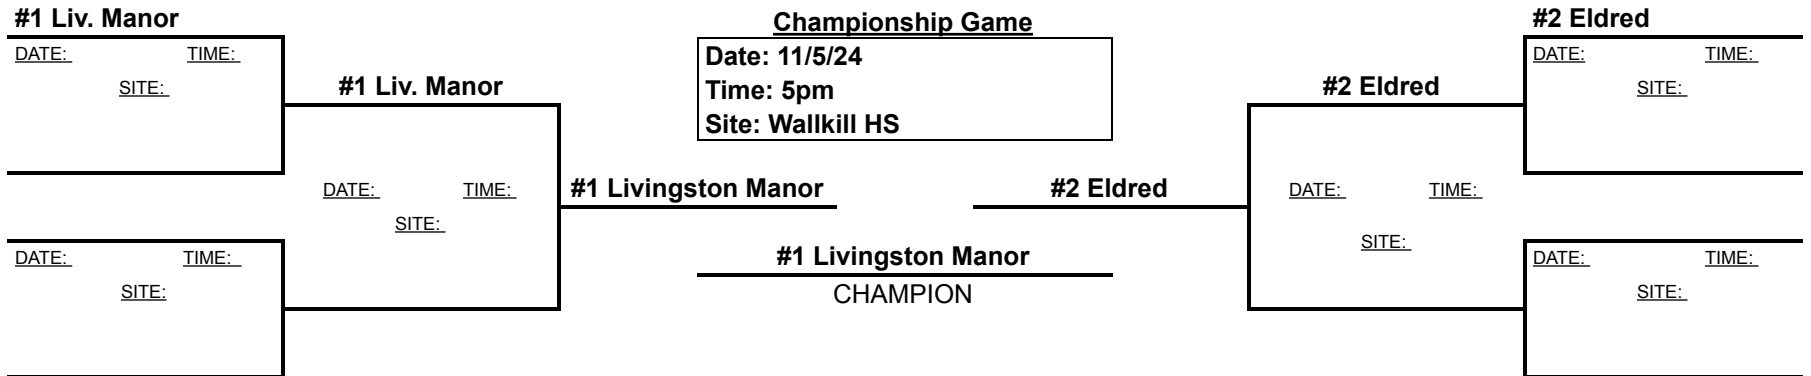 #1 Liv. Manor
DATE: TIME:
SITE:
#1 Liv. Manor
DATE: TIME:
SITE:
DATE: TIME:
SITE:
#1 Livingston Manor
Championship Game
Date: 11/5/24
Time: 5pm
Site: Wallkill HS
#1 Livingston Manor
CHAMPION
#2 Eldred
#2 Eldred
DATE: TIME:
SITE:
#2 Eldred
DATE: TIME:
SITE:
DATE: TIME:
SITE: